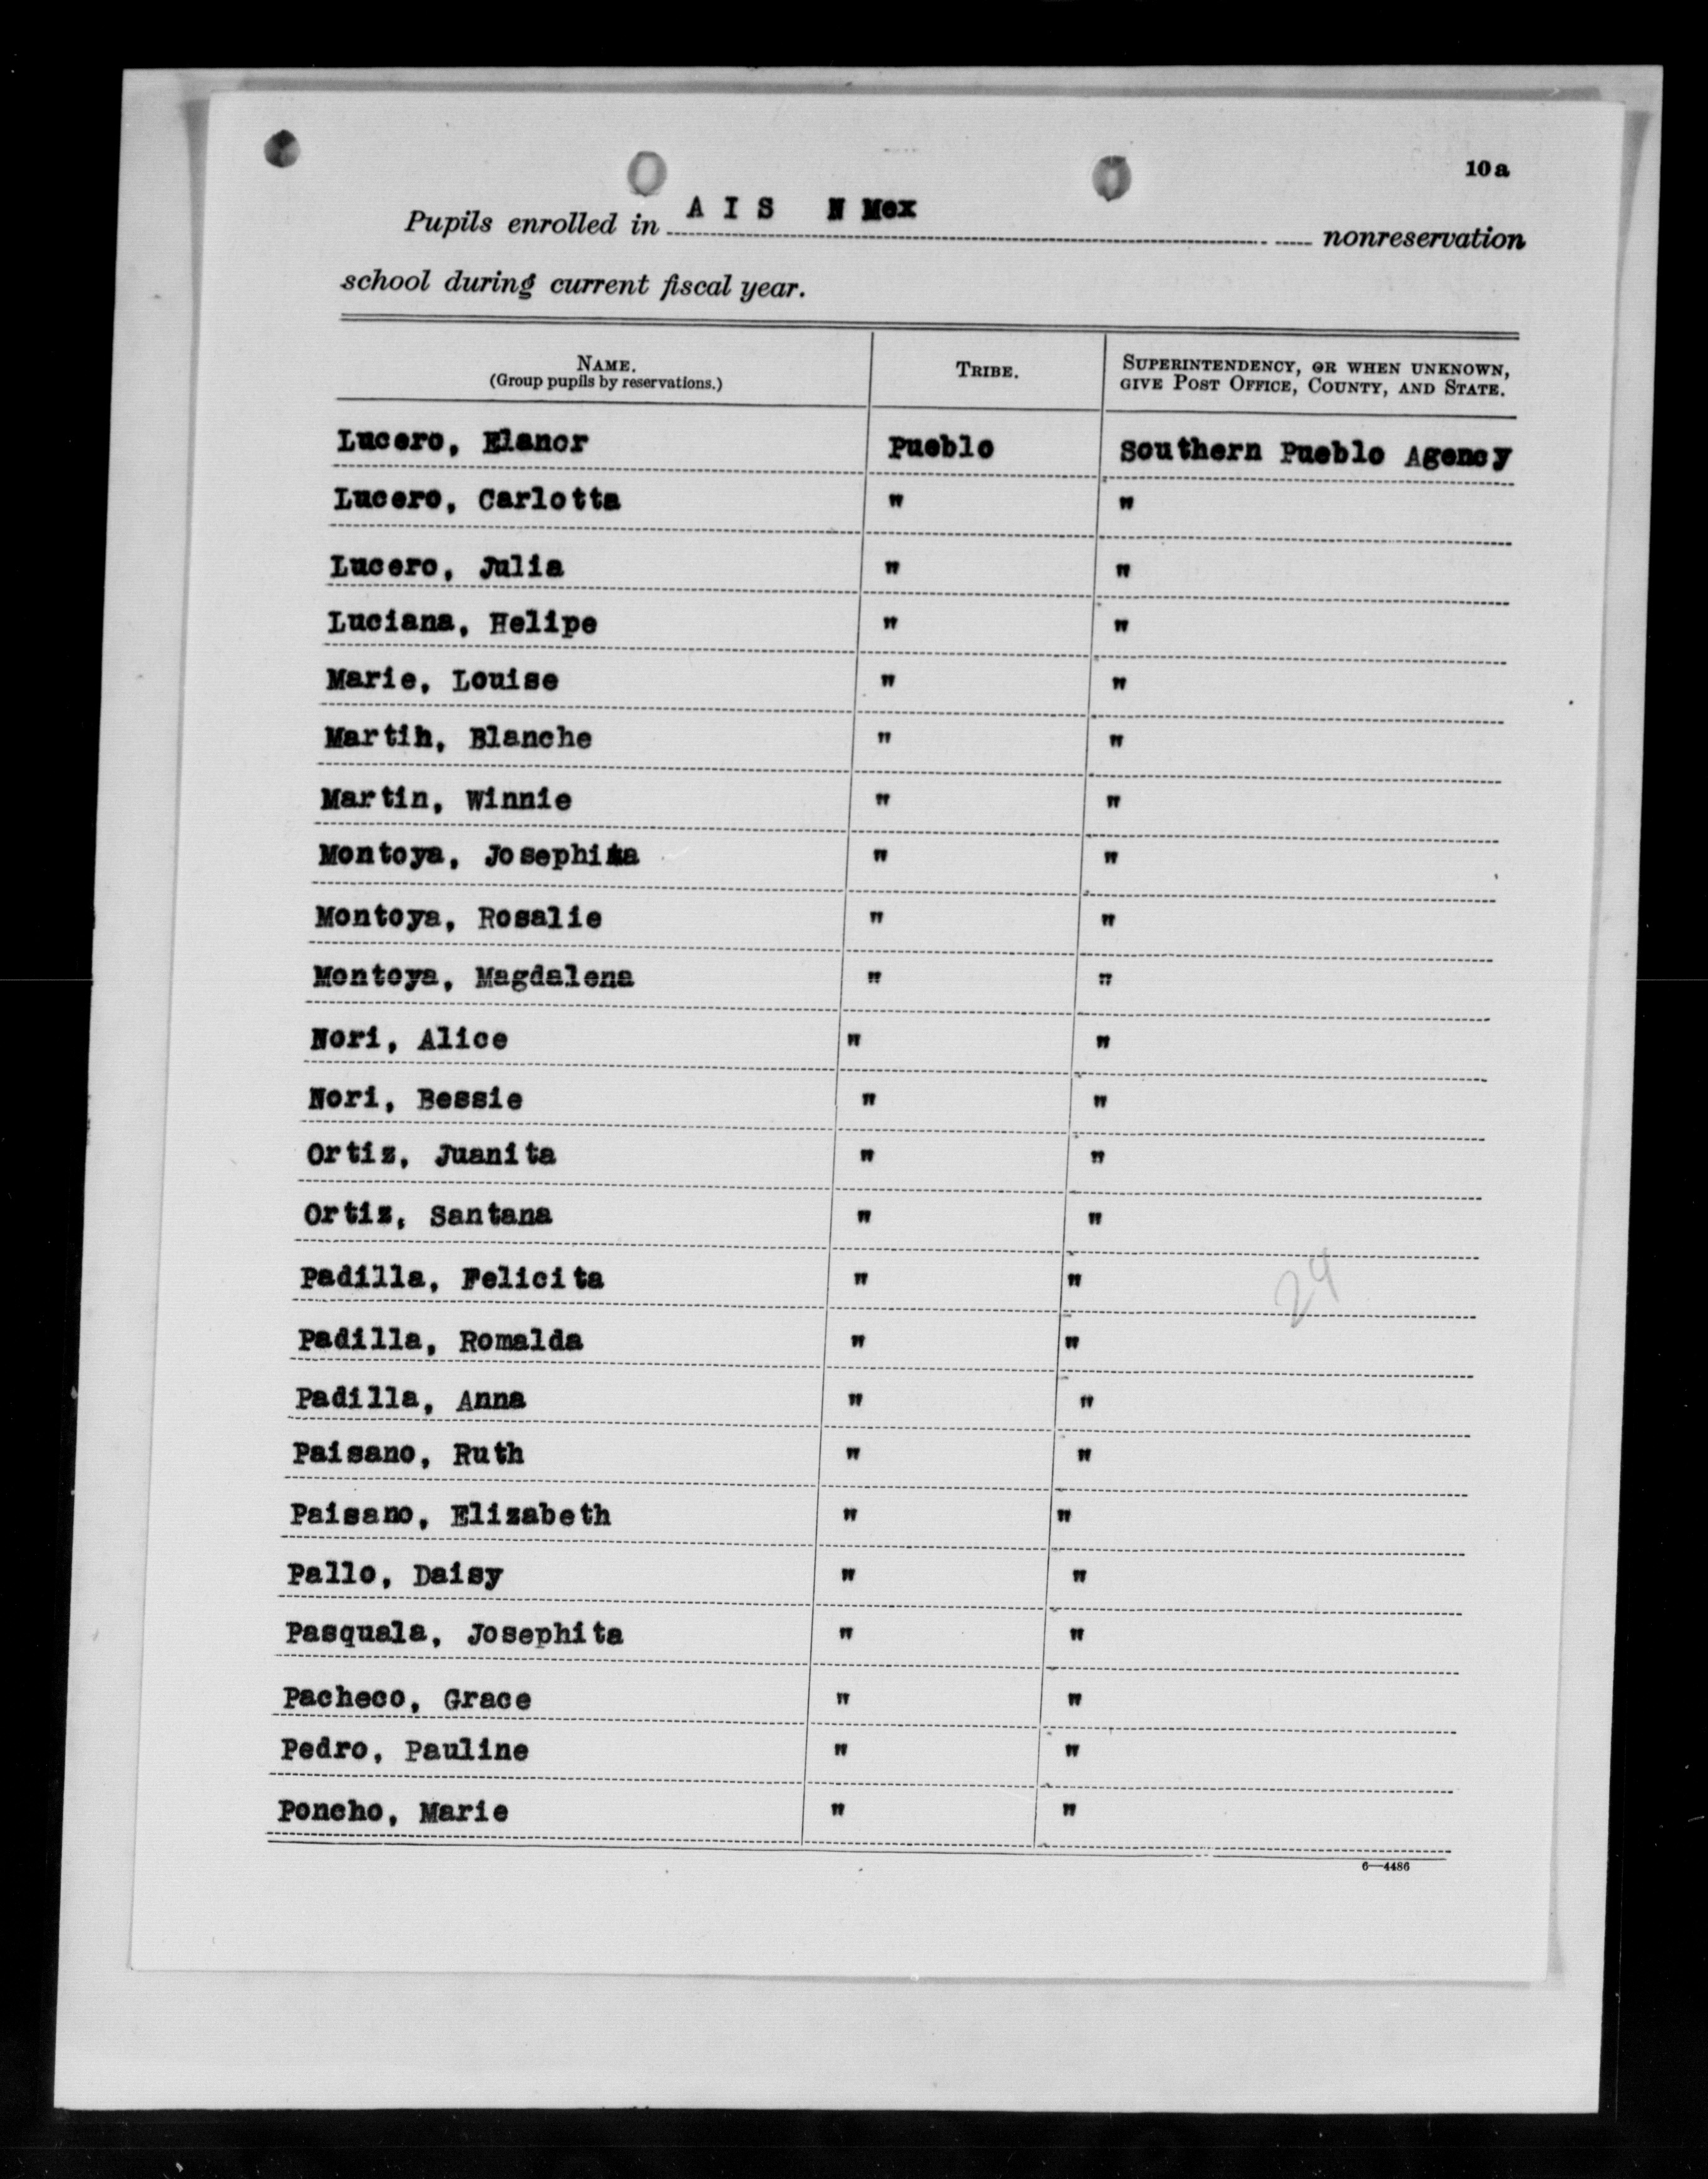 10 a
Pupils enrolled in A I S N Mex nonreservation
school during current fiscal year.
NAME. TRIBE. SUPERINTENDENCY, OR WHEN UNKNOWN,
(Group pupils by reservations.) GIVE POST OFFICE, COUNTY, AND STATE.
Lucero, Elanor Pueblo Southern Pueblo Agency
Lucero, Carlotta " "
Lucero, Julia " "
Luciana, Helipe " "
Marie, Louise " "
Martin, Blanche " "
Martin, Winnie " "
Montoya, Josephita " "
Montoya, Rosalie " "
Montoya, Magdalena " "
Nori, Alice " "
Nori, Bessie " "
Ortiz, Juanita " "
Ortiz, Santana " "
Padilla, Felicita " " 24
Padilla, Romalda " "
Padilla, Anna " "
Paisano, Ruth " "
Paisano, Elizabeth " "
Pallo, Daisy " "
Pasquala, Josephita " "
Pacheco, Grace " "
Pedro, Pauline " "
Poncho, Marie " "
6—4486